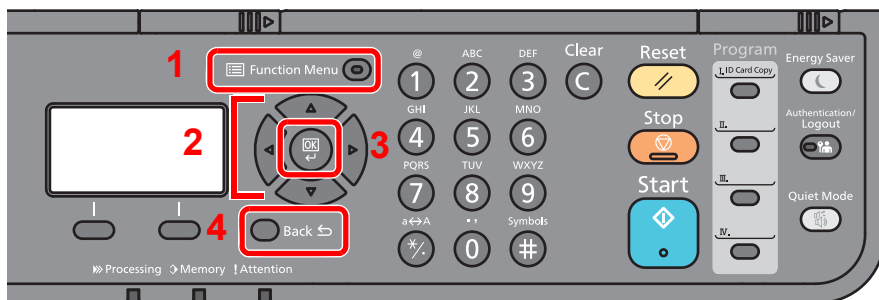 1
Function Menu
2
OK
3
4
Back
Processing Memory ! Attention
@ ABC DEF Clear
1 2 3 C
GHI JKL MNO
4 5 6
PQRS TUV WXYZ
7 8 9
a⇔A . , Symbols
*/. 0 #
Reset
Stop
Start
Program
I. ID Card Copy
II.
III.
IV.
Energy Saver
Authentication/
Logout
Quiet Mode